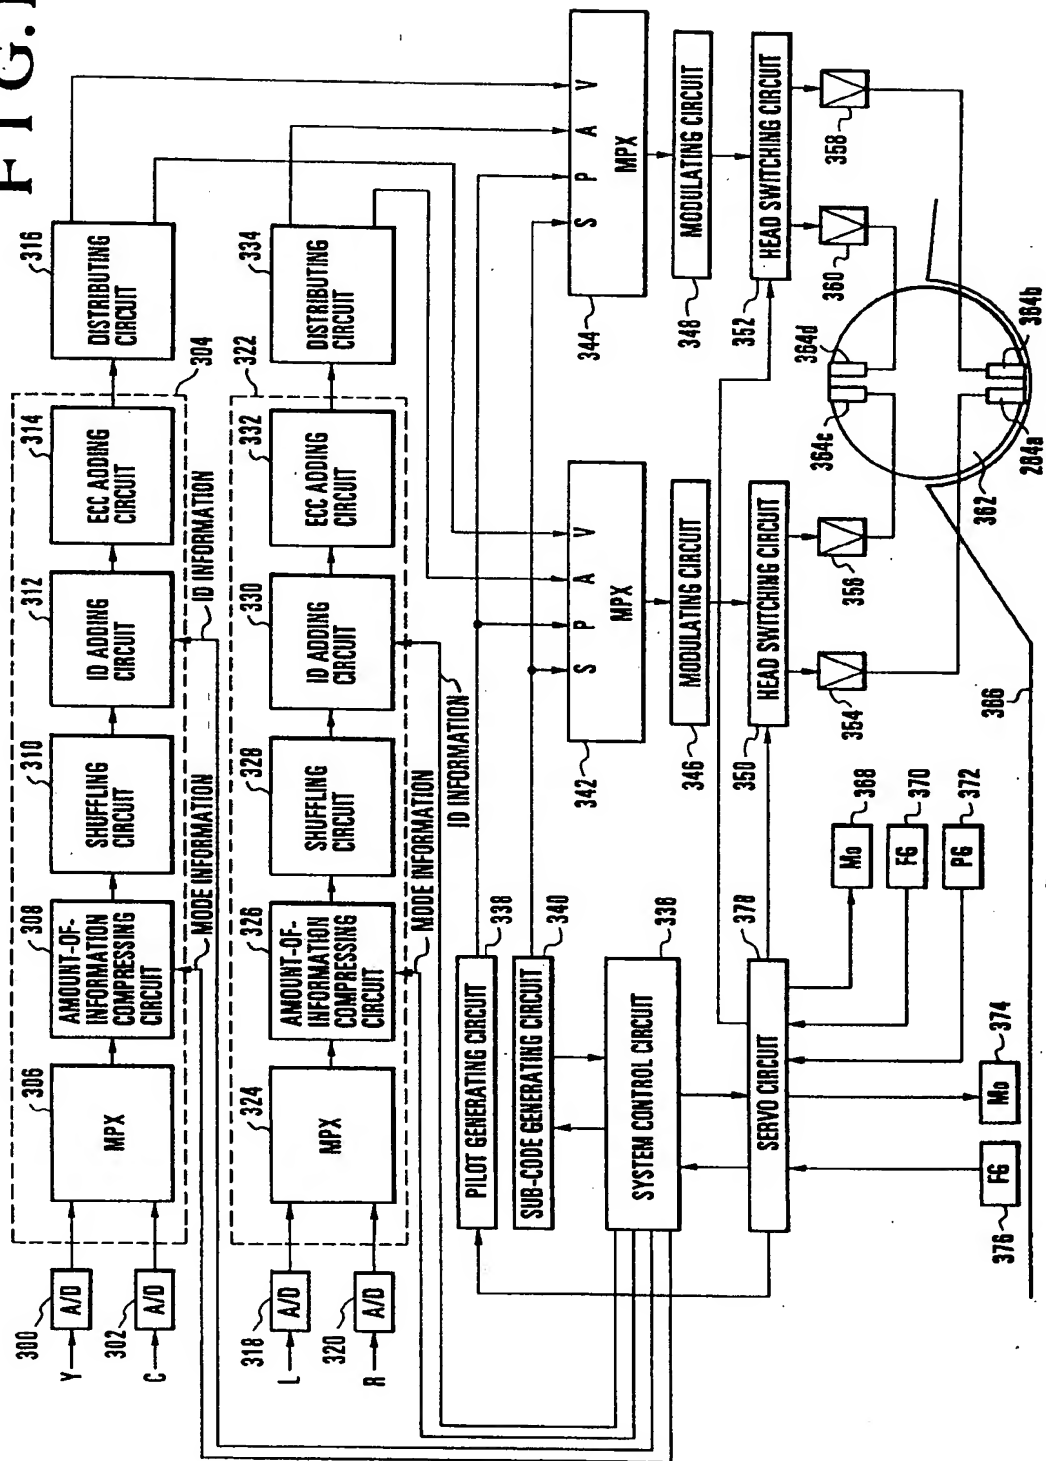 FIG.1
300
A/D
Y
302
A/D
C
306
MPX
308
AMOUNT-OF-
INFORMATION
COMPRESSING
CIRCUIT
310
SHUFFLING
CIRCUIT
312
ID ADDING
CIRCUIT
314
ECC ADDING
CIRCUIT
304
316
DISTRIBUTING
CIRCUIT
MODE INFORMATION
ID INFORMATION
318
A/D
L
320
A/D
R
324
MPX
326
AMOUNT-OF-
INFORMATION
COMPRESSING
CIRCUIT
328
SHUFFLING
CIRCUIT
330
ID ADDING
CIRCUIT
332
ECC ADDING
CIRCUIT
322
334
DISTRIBUTING
CIRCUIT
MODE INFORMATION
ID INFORMATION
338
PILOT GENERATING CIRCUIT
340
SUB-CODE GENERATING CIRCUIT
336
SYSTEM CONTROL CIRCUIT
378
SERVO CIRCUIT
S P A V
MPX
342
S P A V
MPX
344
MODULATING CIRCUIT
346
MODULATING CIRCUIT
348
HEAD SWITCHING CIRCUIT
350
HEAD SWITCHING CIRCUIT
352
354
356
360
358
364c
364d
362
284a
364b
366
Mo
368
FG
370
PG
372
Mo
374
FG
376